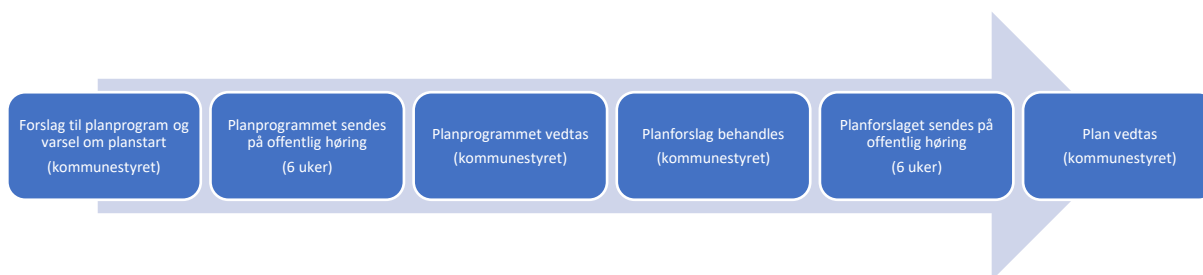 Forslag til planprogram og
varsel om planstart
(kommunestyret)
Planprogrammet sendes
på offentlig høring
(6 uker)
Planprogrammet vedtas
(kommunestyret)
Planforslag behandles
(kommunestyret)
Planforslaget sendes på
offentlig høring
(6 uker)
Plan vedtas
(kommunestyret)